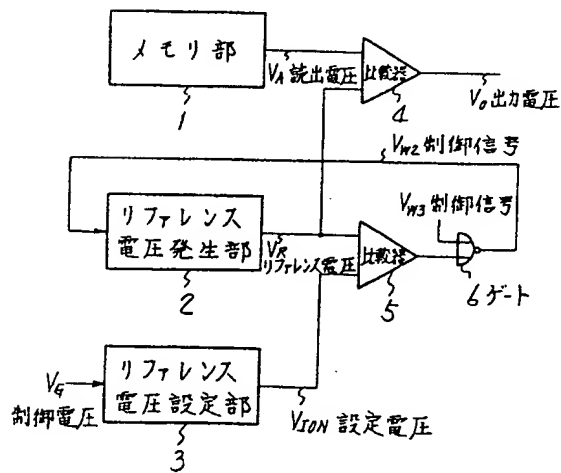 メモリ部
1
VA 読出電圧
比較器
4
VO 出力電圧
VW2 制御信号
リファレンス
電圧発生部
2
VR
リファレンス電圧
比較器
5
VW3 制御信号
6 ゲート
VG
制御電圧
リファレンス
電圧設定部
3
VION 設定電圧